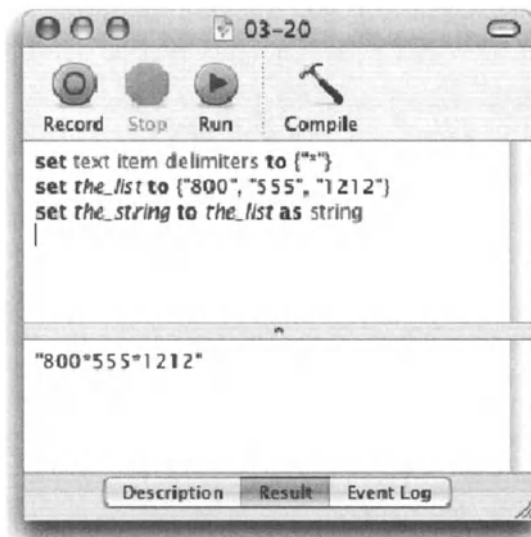 03-20
Record Stop Run Compile
set text item delimiters to {"*"}
set the_list to {"800", "555", "1212"}
set the_string to the_list as string
"800*555*1212"
Description Result Event Log